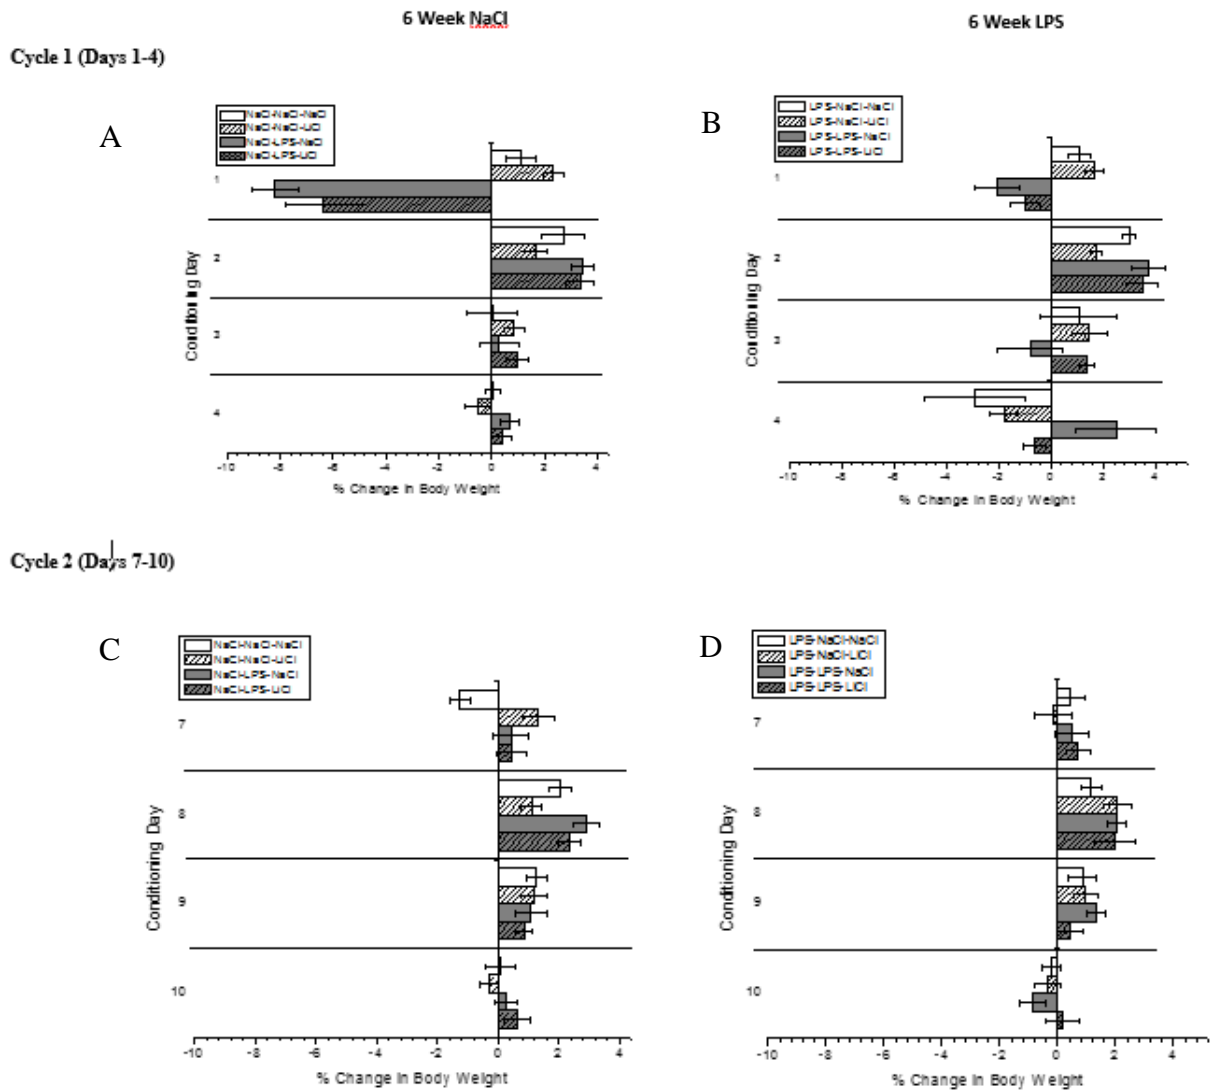 6 Week NaCl
6 Week LPS
Cycle 1 (Days 1-4)
A
NaCl-NaCl-NaCl
NaCl-NaCl-LiCl
NaCl-LPS-NaCl
NaCl-LPS-LiCl
Conditioning Day
1
2
3
4
-10 -8 -6 -4 -2 0 2 4
% Change in Body Weight
B
LPS-NaCl-NaCl
LPS-NaCl-LiCl
LPS-LPS-NaCl
LPS-LPS-LiCl
Conditioning Day
1
2
3
4
-10 -8 -6 -4 -2 0 2 4
% Change in Body Weight
Cycle 2 (Days 7-10)
C
NaCl-NaCl-NaCl
NaCl-NaCl-LiCl
NaCl-LPS-NaCl
NaCl-LPS-LiCl
Conditioning Day
7
8
9
10
-10 -8 -6 -4 -2 0 2 4
% Change in Body Weight
D
LPS-NaCl-NaCl
LPS-NaCl-LiCl
LPS-LPS-NaCl
LPS-LPS-LiCl
Conditioning Day
7
8
9
10
-10 -8 -6 -4 -2 0 2 4
% Change in Body Weight